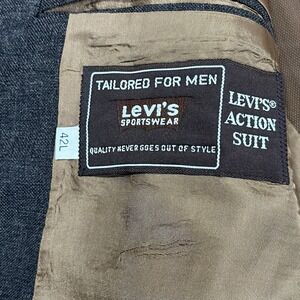 TAILORED FOR MEN
Levi's
SPORTSWEAR
QUALITY NEVER GOES OUT OF STYLE
LEVI'S®
ACTION
SUIT
42L